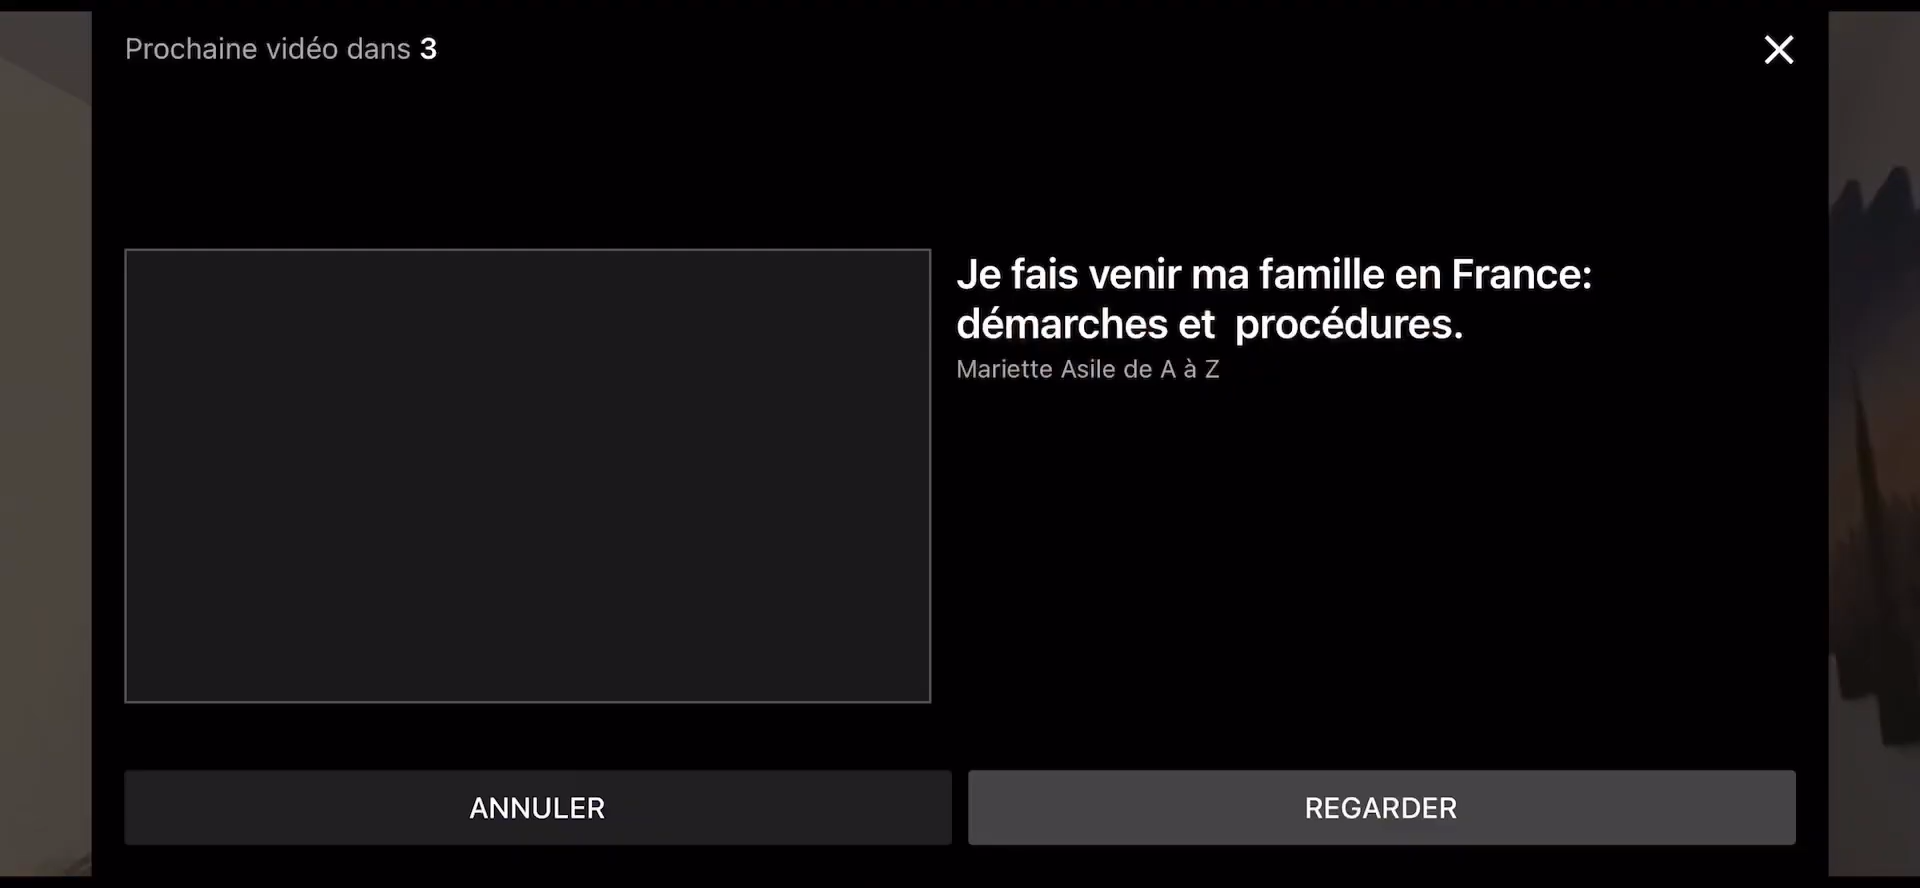 Prochaine vidéo dans 3
Je fais venir ma famille en France:
démarches et  procédures.
Mariette Asile de A à Z
ANNULER
REGARDER